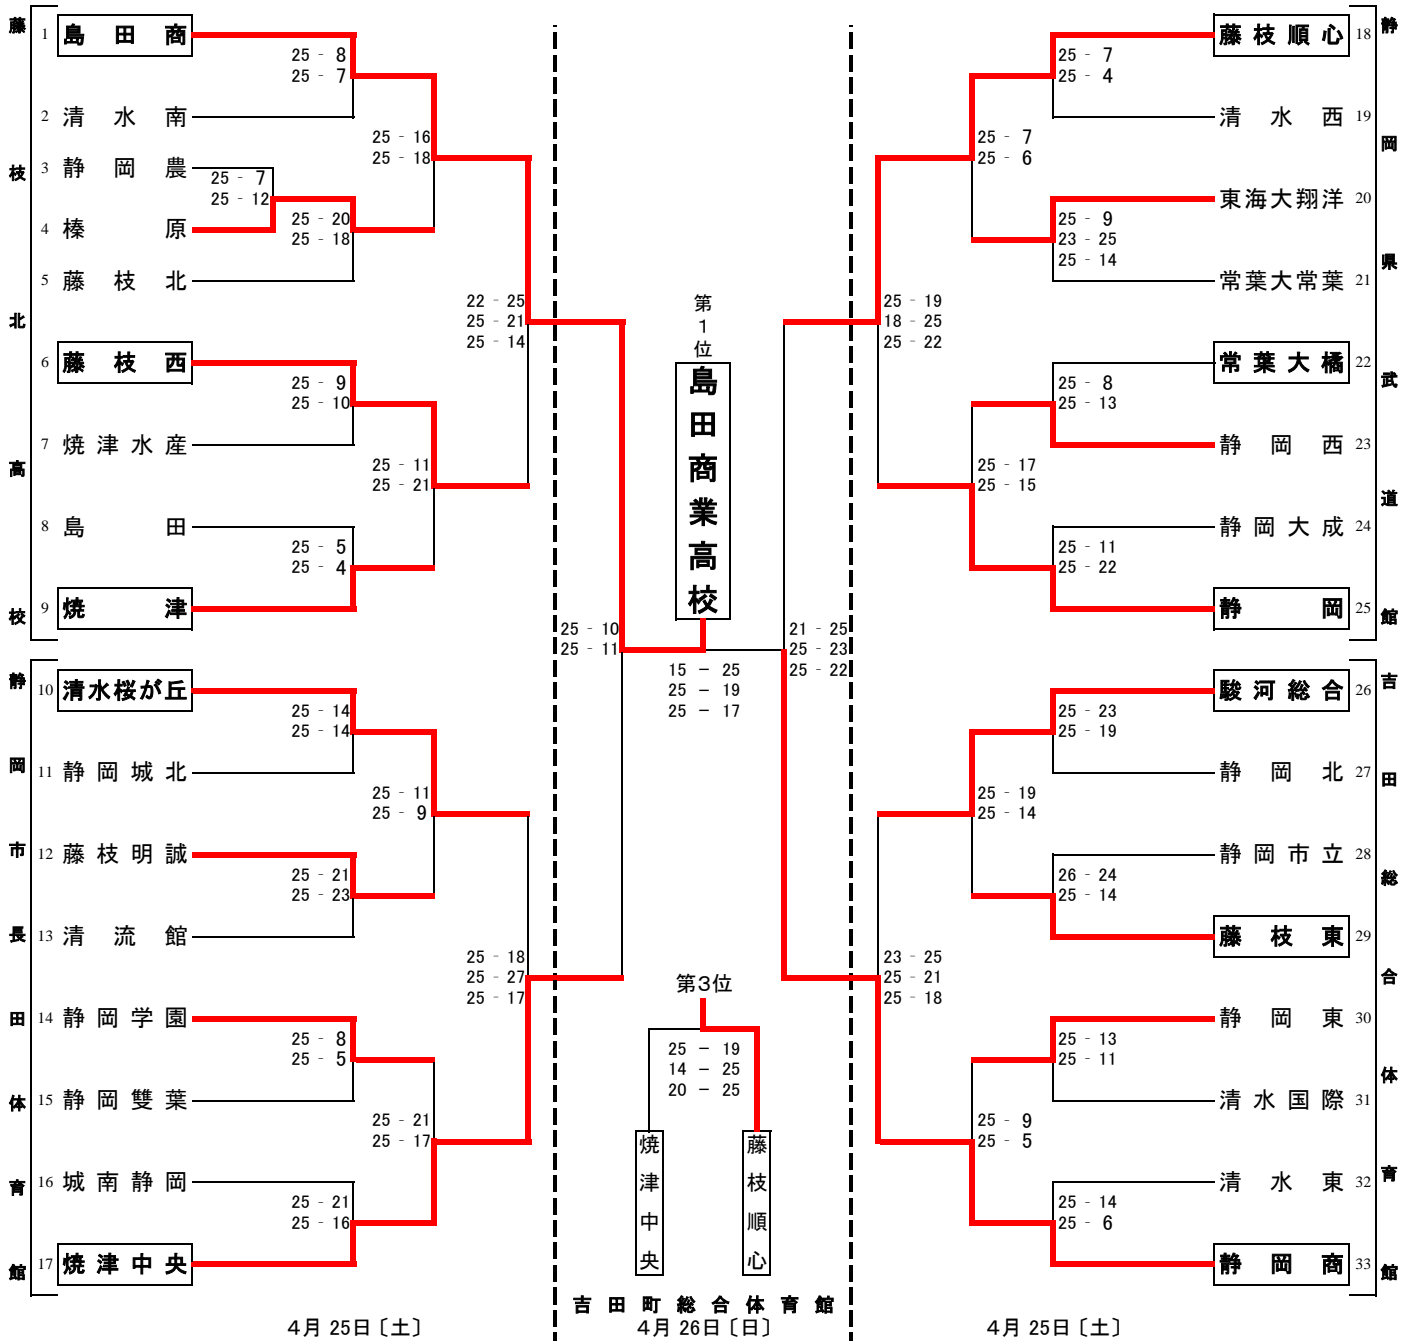 藤枝北高校
1 島田商
25 - 8
25 - 7
2 清水南
25 - 16
25 - 18
3 静岡農
25 - 7
25 - 12
4 榛原
25 - 20
25 - 18
5 藤枝北
22 - 25
25 - 21
25 - 14
6 藤枝西
25 - 9
25 - 10
7 焼津水産
25 - 11
25 - 21
8 島田
25 - 5
25 - 4
9 焼津
静岡市長田体育館
10 清水桜が丘
25 - 14
25 - 14
11 静岡城北
25 - 11
25 - 9
12 藤枝明誠
25 - 21
25 - 23
13 清流館
25 - 18
25 - 27
25 - 17
14 静岡学園
25 - 8
25 - 5
15 静岡雙葉
25 - 21
25 - 17
16 城南静岡
25 - 21
25 - 16
17 焼津中央
4月 25日〔土〕
第1位
島田商業高校
25 - 10
25 - 11
15 － 25
25 － 19
25 － 17
21 - 25
25 - 23
25 - 22
第3位
25 － 19
14 － 25
20 － 25
焼津中央
藤枝順心
吉田町総合体育館
4月 26日〔日〕
静岡県武道館
藤枝順心 18
25 - 7
25 - 4
清水西 19
25 - 7
25 - 6
東海大翔洋 20
25 - 9
23 - 25
25 - 14
常葉大常葉 21
25 - 19
18 - 25
25 - 22
常葉大橘 22
25 - 8
25 - 13
静岡西 23
25 - 17
25 - 15
静岡大成 24
25 - 11
25 - 22
静岡 25
吉田総合体育館
駿河総合 26
25 - 23
25 - 19
静岡北 27
25 - 19
25 - 14
静岡市立 28
26 - 24
25 - 14
藤枝東 29
23 - 25
25 - 21
25 - 18
静岡東 30
25 - 13
25 - 11
清水国際 31
25 - 9
25 - 5
清水東 32
25 - 14
25 - 6
静岡商 33
4月 25日〔土〕